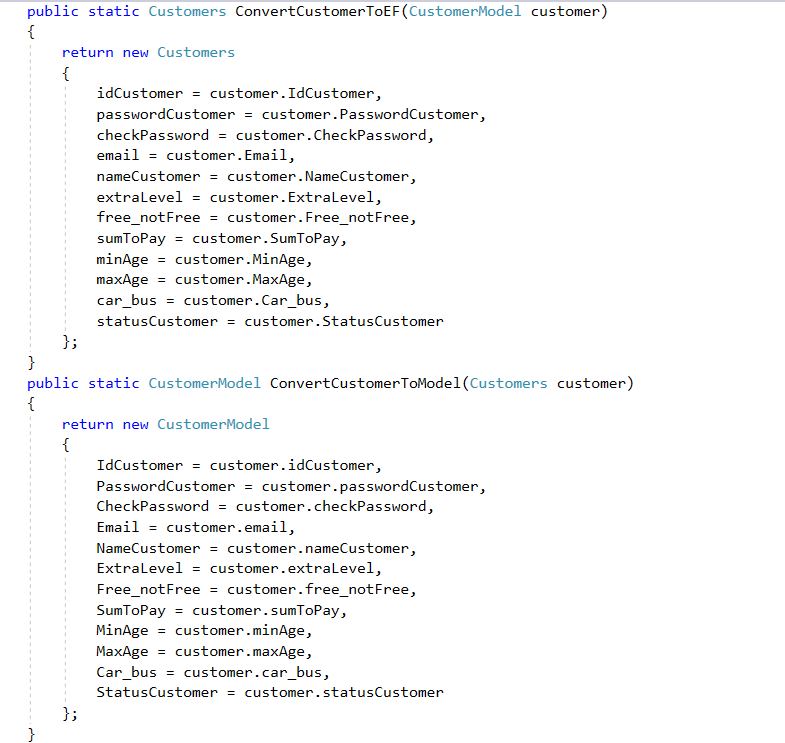 public static Customers ConvertCustomerToEF(CustomerModel customer)
{
return new Customers
{
idCustomer = customer.IdCustomer,
passwordCustomer = customer.PasswordCustomer,
checkPassword = customer.CheckPassword,
email = customer.Email,
nameCustomer = customer.NameCustomer,
extraLevel = customer.ExtraLevel,
free_notFree = customer.Free_notFree,
sumToPay = customer.SumToPay,
minAge = customer.MinAge,
maxAge = customer.MaxAge,
car_bus = customer.Car_bus,
statusCustomer = customer.StatusCustomer
};
}
public static CustomerModel ConvertCustomerToModel(Customers customer)
{
return new CustomerModel
{
IdCustomer = customer.idCustomer,
PasswordCustomer = customer.passwordCustomer,
CheckPassword = customer.checkPassword,
Email = customer.email,
NameCustomer = customer.nameCustomer,
ExtraLevel = customer.extraLevel,
Free_notFree = customer.free_notFree,
SumToPay = customer.sumToPay,
MinAge = customer.minAge,
MaxAge = customer.maxAge,
Car_bus = customer.car_bus,
StatusCustomer = customer.statusCustomer
};
}